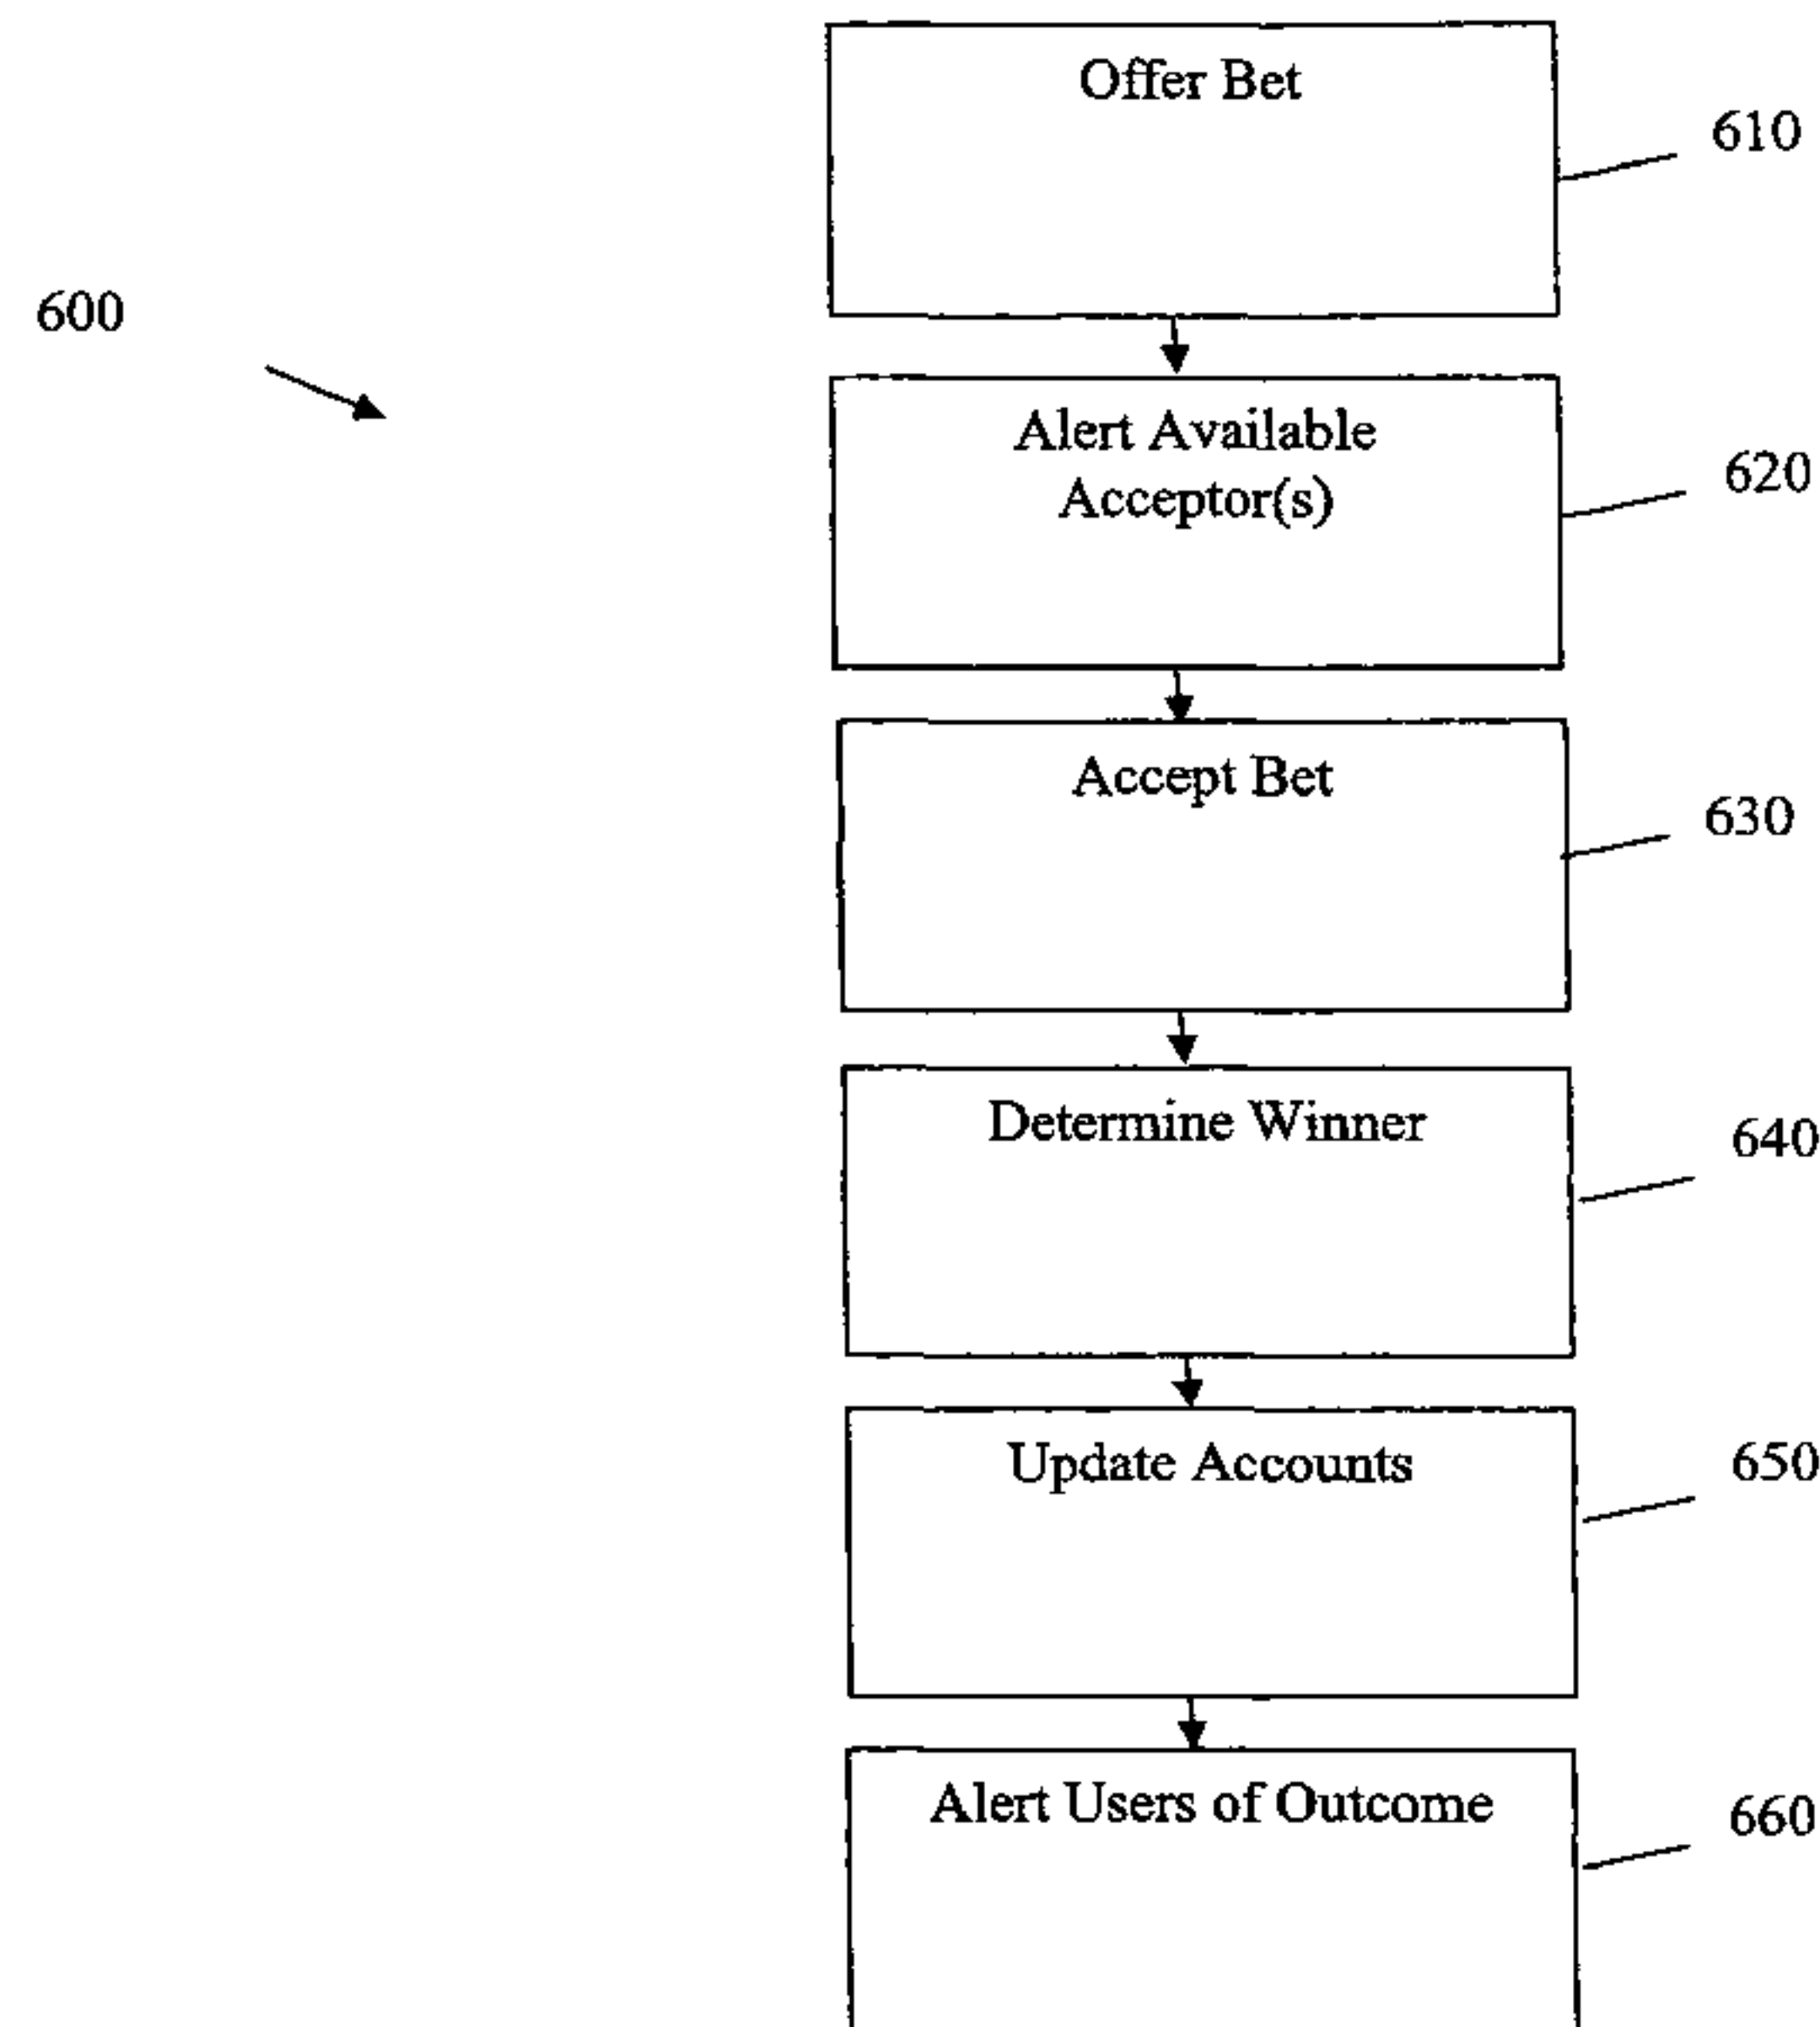 Offer Bet
610
600
Alert Available
Acceptor(s)
620
Accept Bet
630
Determine Winner
640
Update Accounts
650
Alert Users of Outcome
660